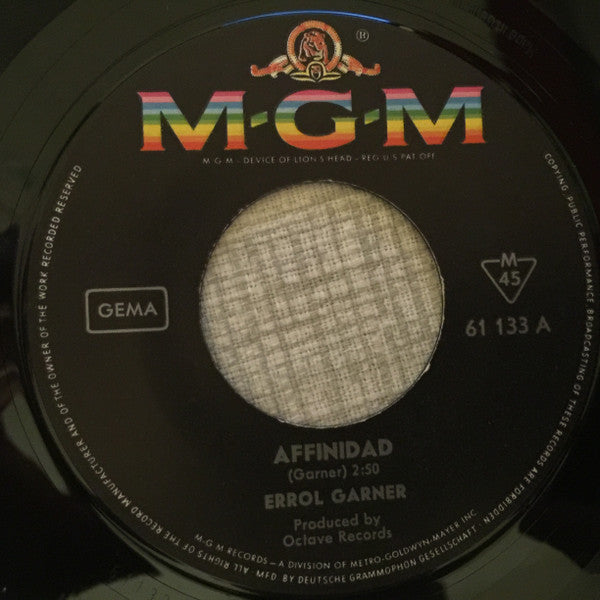 ®
M·G·M
M·G·M - DEVICE OF LION'S HEAD - REG·U·S·PAT·OFF·
GEMA
M
45
61 133 A
AFFINIDAD
(Garner) 2:50
ERROL GARNER
Produced by
Octave Records
M·G·M RECORDS – A DIVISION OF METRO-GOLDWYN-MAYER INC.
ALL RIGHTS OF THE RECORD MANUFACTURER AND OF THE OWNER OF THE WORK RECORDED RESERVED
COPYING, PUBLIC PERFORMANCE BROADCASTING OF THESE RECORDS ARE FORBIDDEN
· MFD BY DEUTSCHE GRAMMOPHON GESELLSCHAFT ·